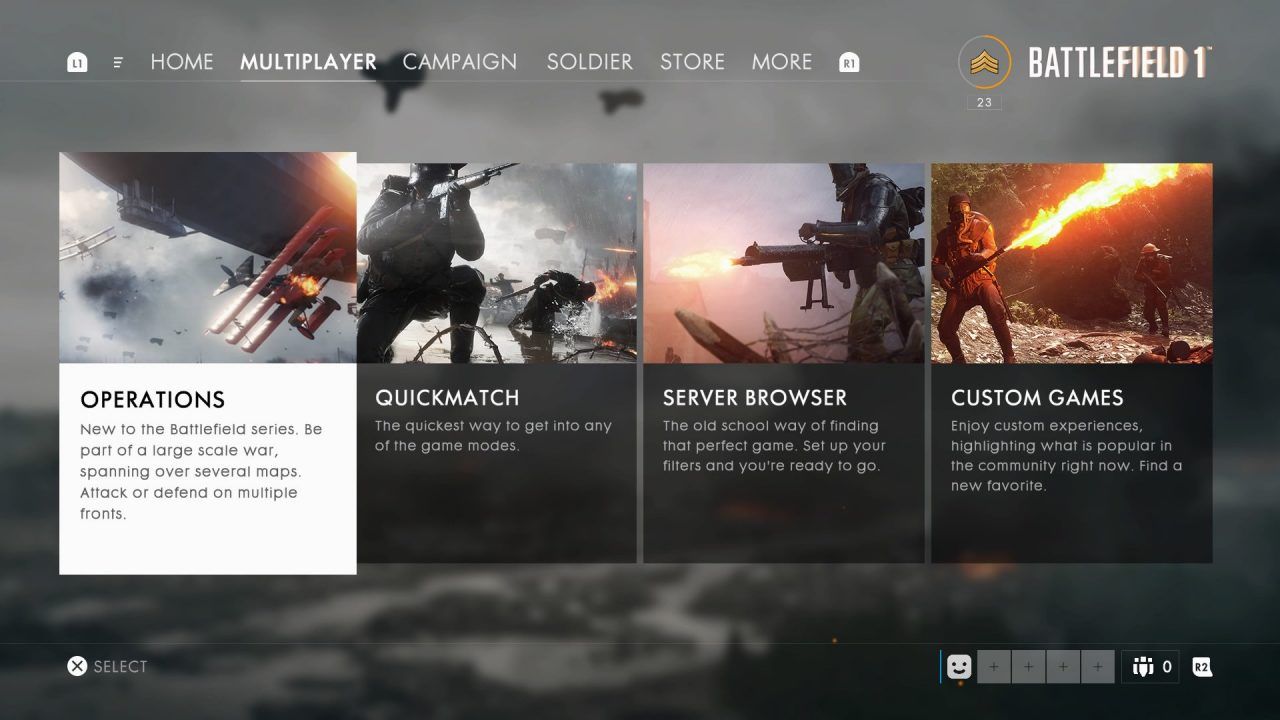 L1 HOME MULTIPLAYER CAMPAIGN SOLDIER STORE MORE R1
BATTLEFIELD 1™
23
OPERATIONS
New to the Battlefield series. Be
part of a large scale war,
spanning over several maps.
Attack or defend on multiple
fronts.
QUICKMATCH
The quickest way to get into any
of the game modes.
SERVER BROWSER
The old school way of finding
that perfect game. Set up your
filters and you're ready to go.
CUSTOM GAMES
Enjoy custom experiences,
highlighting what is popular in
the community right now. Find a
new favorite.
SELECT
0 R2